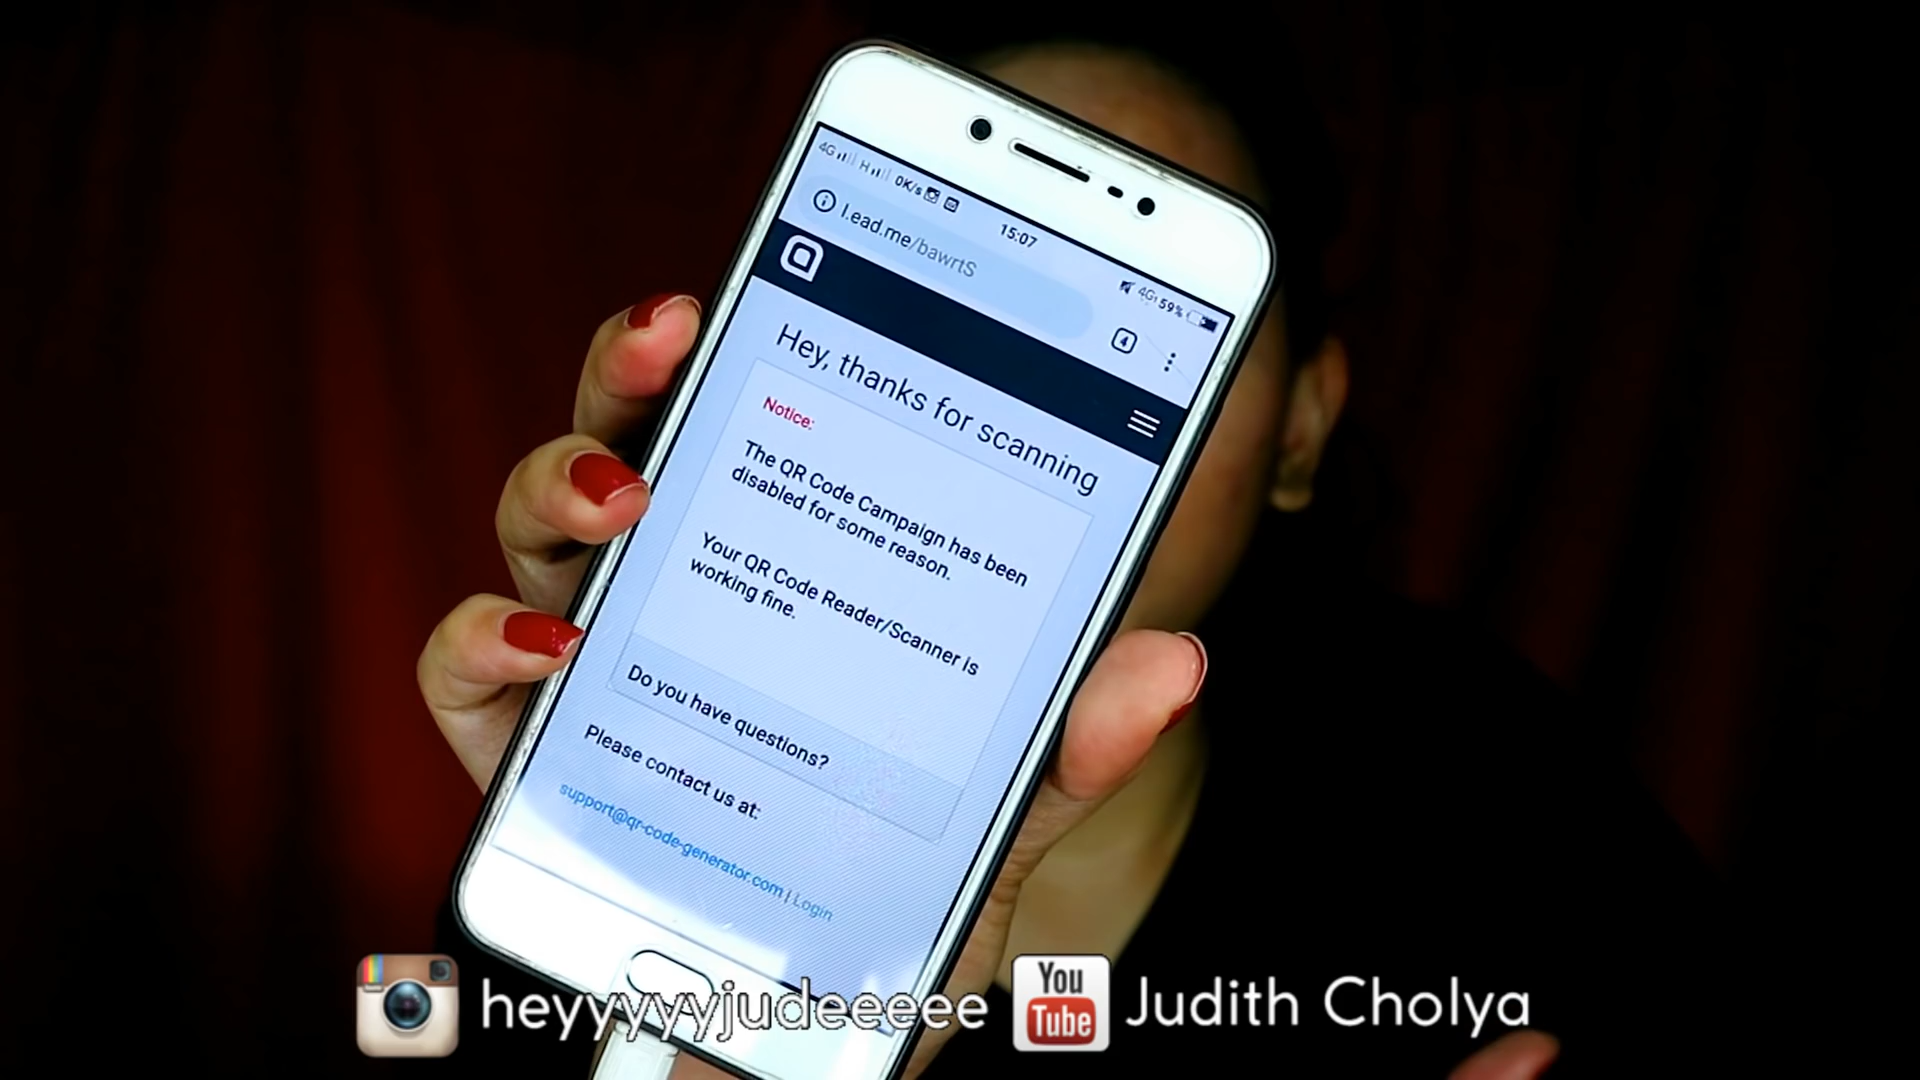 4G H 0K/s 15:07 4G 59%
l.ead.me/bawrtS 4
Hey, thanks for scanning
Notice:
The QR Code Campaign has been
disabled for some reason.
Your QR Code Reader/Scanner is
working fine.
Do you have questions?
Please contact us at:
support@qr-code-generator.com | Login
heyyyyyyjudeeeee You Tube Judith Cholya